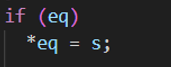 if (eq)
  *eq = s;